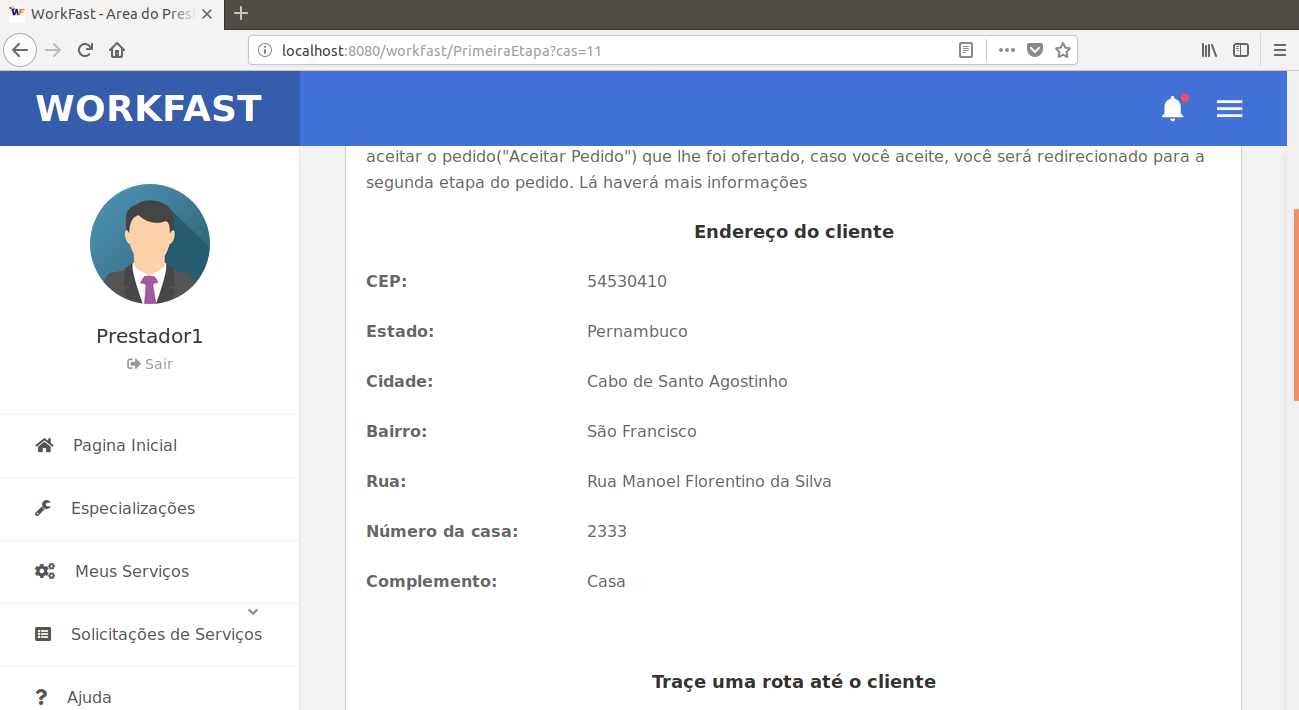 WorkFast - Area do Prest
localhost:8080/workfast/PrimeiraEtapa?cas=11
WORKFAST
Prestador1
Sair
Pagina Inicial
Especializações
Meus Serviços
Solicitações de Serviços
Ajuda
aceitar o pedido("Aceitar Pedido") que lhe foi ofertado, caso você aceite, você será redirecionado para a
segunda etapa do pedido. Lá haverá mais informações
Endereço do cliente
CEP: 54530410
Estado: Pernambuco
Cidade: Cabo de Santo Agostinho
Bairro: São Francisco
Rua: Rua Manoel Florentino da Silva
Número da casa: 2333
Complemento: Casa
Traçe uma rota até o cliente